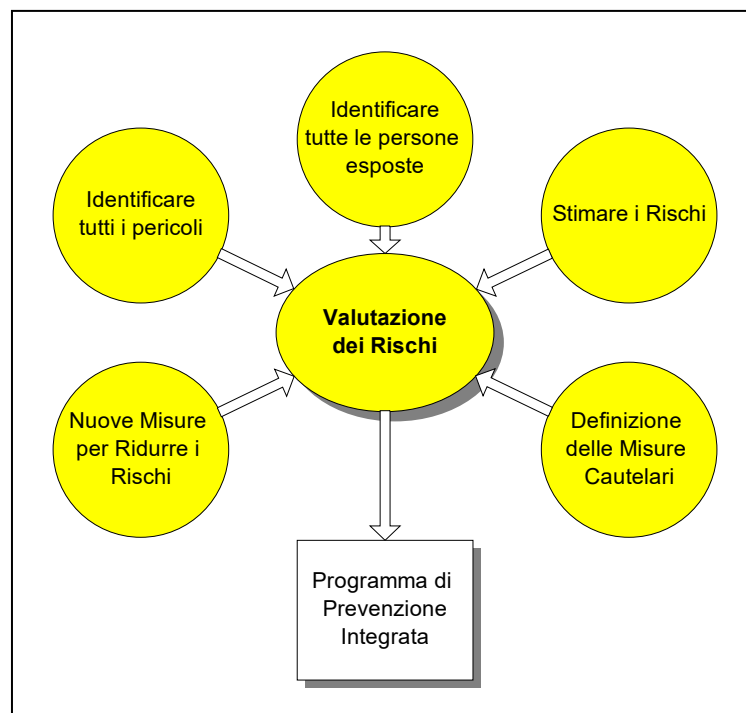 Identificare
tutte le persone
esposte
Identificare
tutti i pericoli
Stimare i Rischi
Valutazione
dei Rischi
Nuove Misure
per Ridurre i
Rischi
Definizione
delle Misure
Cautelari
Programma di
Prevenzione
Integrata